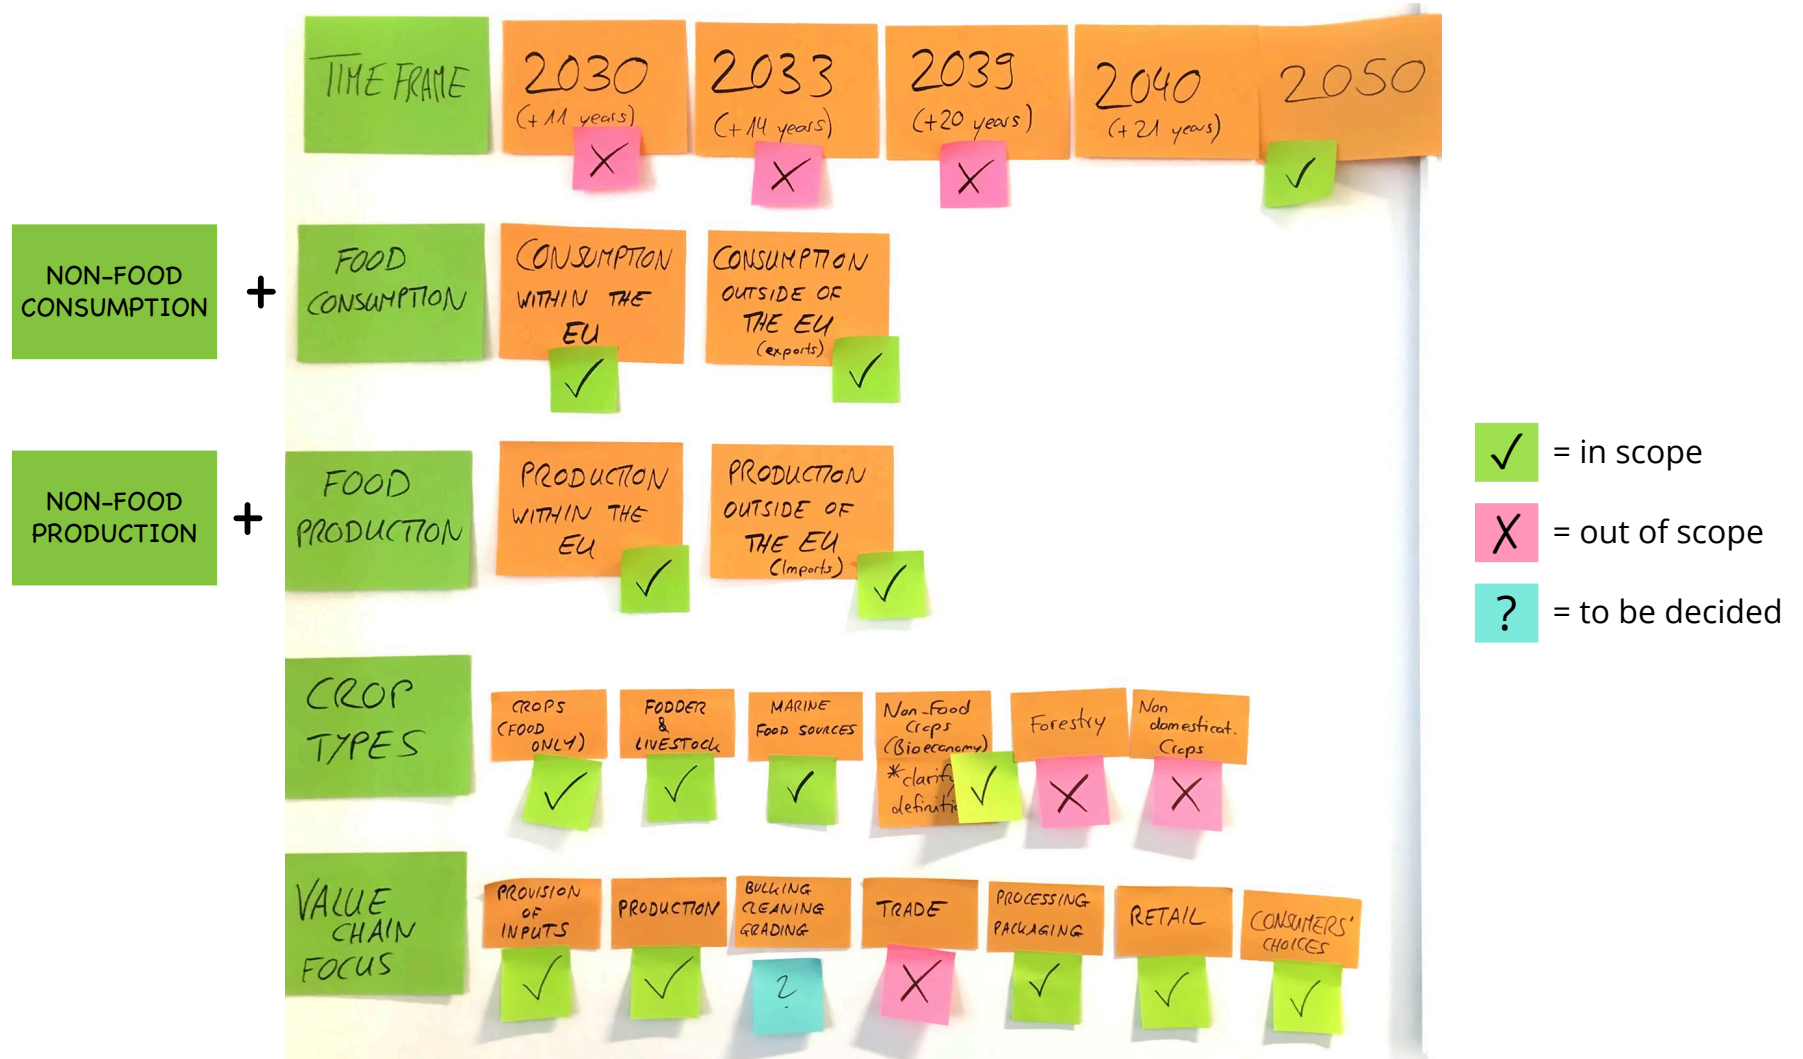 TIME FRAME
2030
(+11 years)
X
2033
(+14 years)
X
2039
(+20 years)
X
2040
(+21 years)
2050
✓
NON-FOOD
CONSUMPTION
+
FOOD
CONSUMPTION
CONSUMPTION
WITHIN THE
EU
✓
CONSUMPTION
OUTSIDE OF
THE EU
(exports)
✓
NON-FOOD
PRODUCTION
+
FOOD
PRODUCTION
PRODUCTION
WITHIN THE
EU
✓
PRODUCTION
OUTSIDE OF
THE EU
(Imports)
✓
✓ = in scope
X = out of scope
? = to be decided
CROP
TYPES
CROPS
(FOOD
ONLY)
✓
FODDER
&
LIVESTOCK
✓
MARINE
FOOD SOURCES
✓
Non-Food
Crops
(Bioeconomy)
*clarify
definiti
✓
Forestry
X
Non
domesticat.
Crops
X
VALUE
CHAIN
FOCUS
PROVISION
OF
INPUTS
✓
PRODUCTION
✓
BULKING
CLEANING
GRADING
?
TRADE
X
PROCESSING
PACKAGING
✓
RETAIL
✓
CONSUMERS'
CHOICES
✓